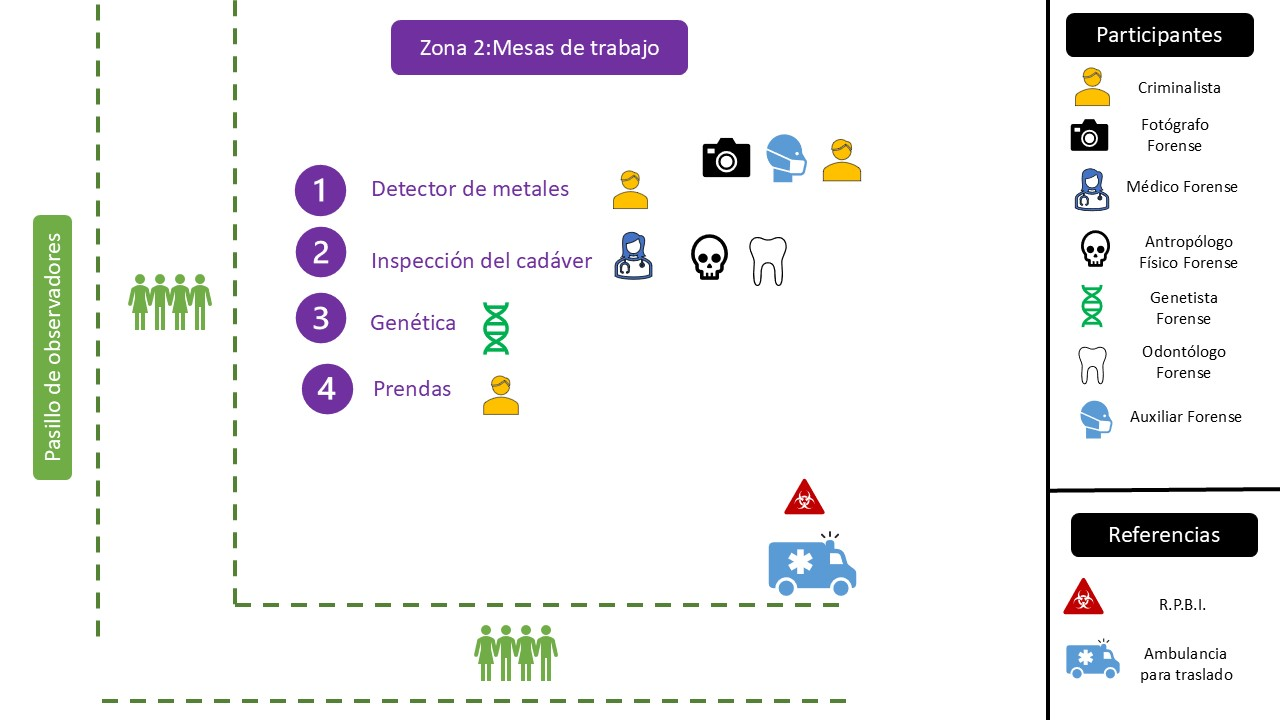 Zona 2:Mesas de trabajo
Pasillo de observadores
1 Detector de metales
2 Inspección del cadáver
3 Genética
4 Prendas
Participantes
Criminalista
Fotógrafo
Forense
Médico Forense
Antropólogo
Físico Forense
Genetista
Forense
Odontólogo
Forense
Auxiliar Forense
Referencias
R.P.B.I.
Ambulancia
para traslado